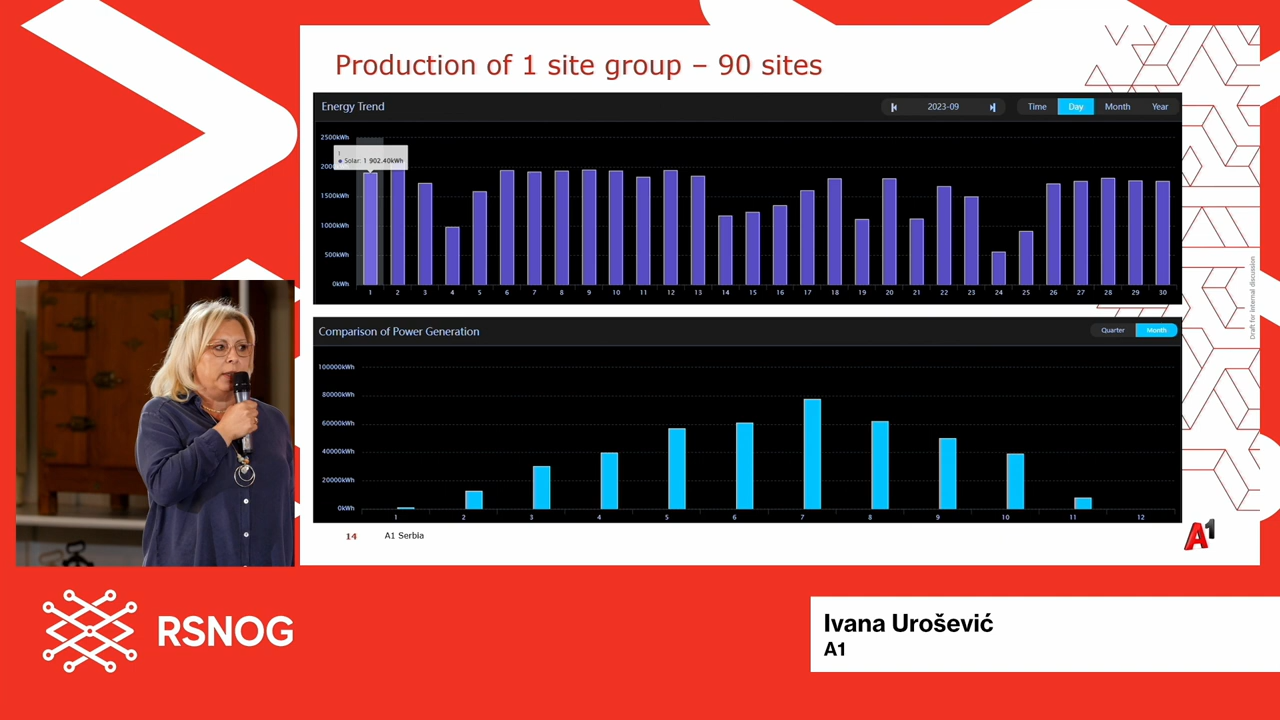 Production of 1 site group – 90 sites
Energy Trend
2023-09
Time Day Month Year
2500kWh
1
Solar: 1 902.40kWh
1500kWh
1000kWh
500kWh
0kWh
1 2 3 4 5 6 7 8 9 10 11 12 13 14 15 16 17 18 19 20 21 22 23 24 25 26 27 28 29 30
Comparison of Power Generation
Quarter Month
100000kWh
80000kWh
60000kWh
40000kWh
20000kWh
0kWh
1 2 3 4 5 6 7 8 9 10 11 12
14 A1 Serbia
A1
Draft for internal discussion
RSNOG
Ivana Urošević
A1